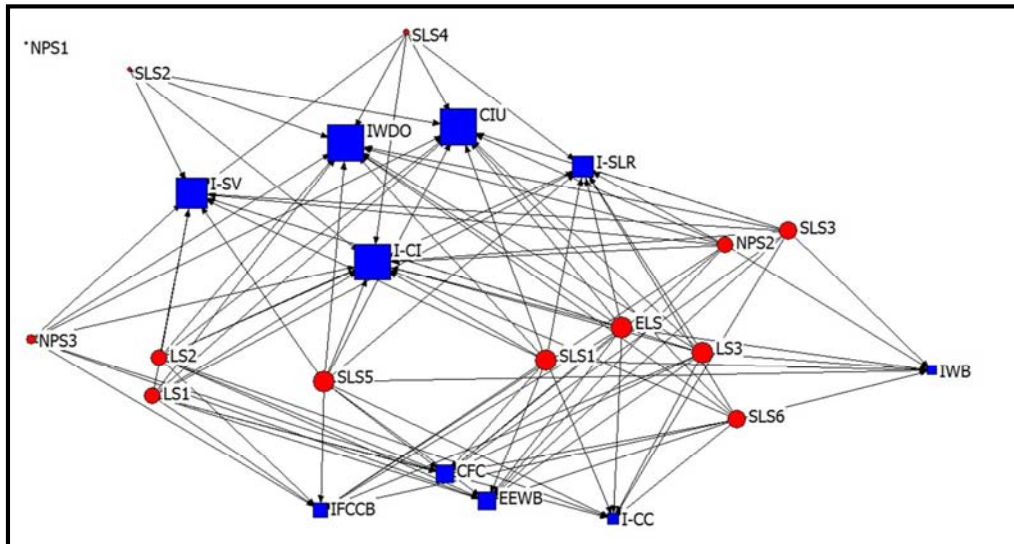 SLS4
NPS1
SLS2
CIU
IWDO
I-SLR
I-SV
SLS3
NPS2
I-CI
ELS
NPS3
LS3
LS2
SLS1
IWB
SLS5
LS1
SLS6
CFC
EEWB
IFCCB
I-CC